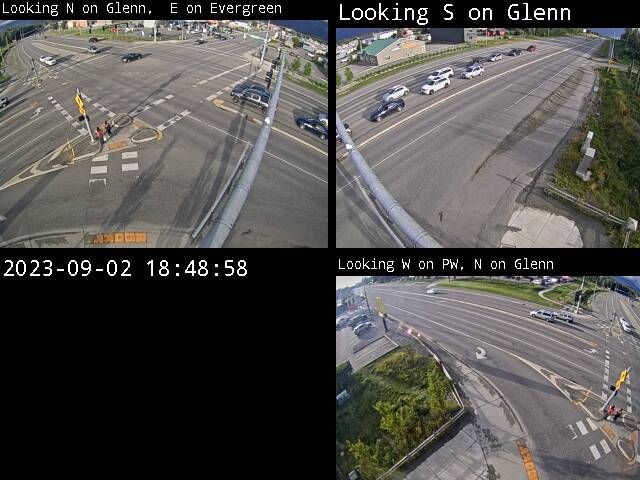 Looking N on Glenn, E on Evergreen
Looking S on Glenn
2023-09-02 18:48:58
Looking W on PW, N on Glenn